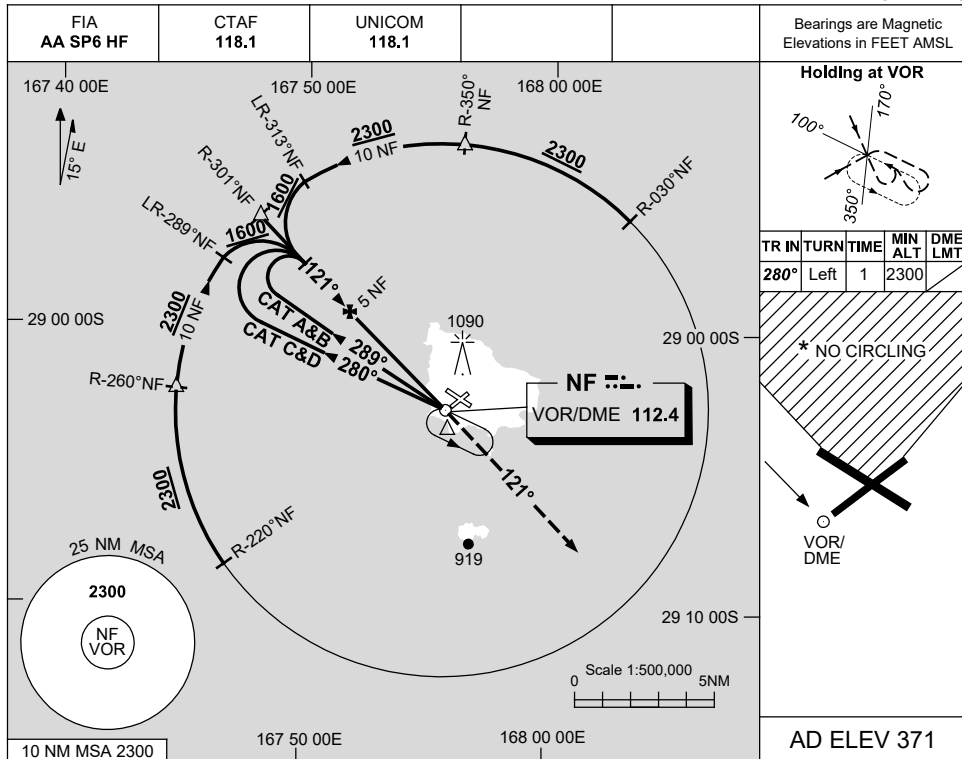 FIA
AA SP6 HF
CTAF
118.1
UNICOM
118.1
Bearings are Magnetic
Elevations in FEET AMSL
167 40 00E
167 50 00E
168 00 00E
15° E
LR-313°NF
R-301°NF
LR-289°NF
1600
1600
2300
10 NF
R-350°
NF
2300
R-030°NF
121°
5 NF
CAT A&B
289°
CAT C&D
280°
2300
10 NF
29 00 00S
29 00 00S
1090
R-260°NF
NF
VOR/DME 112.4
2300
121°
R-220°NF
919
25 NM MSA
2300
NF
VOR
29 10 00S
Scale 1:500,000
0
5NM
10 NM MSA 2300
167 50 00E
168 00 00E
Holding at VOR
170°
100°
350°
TR IN
TURN
TIME
MIN
ALT
DME
LMT
280°
Left
1
2300
* NO CIRCLING
VOR/
DME
AD ELEV 371